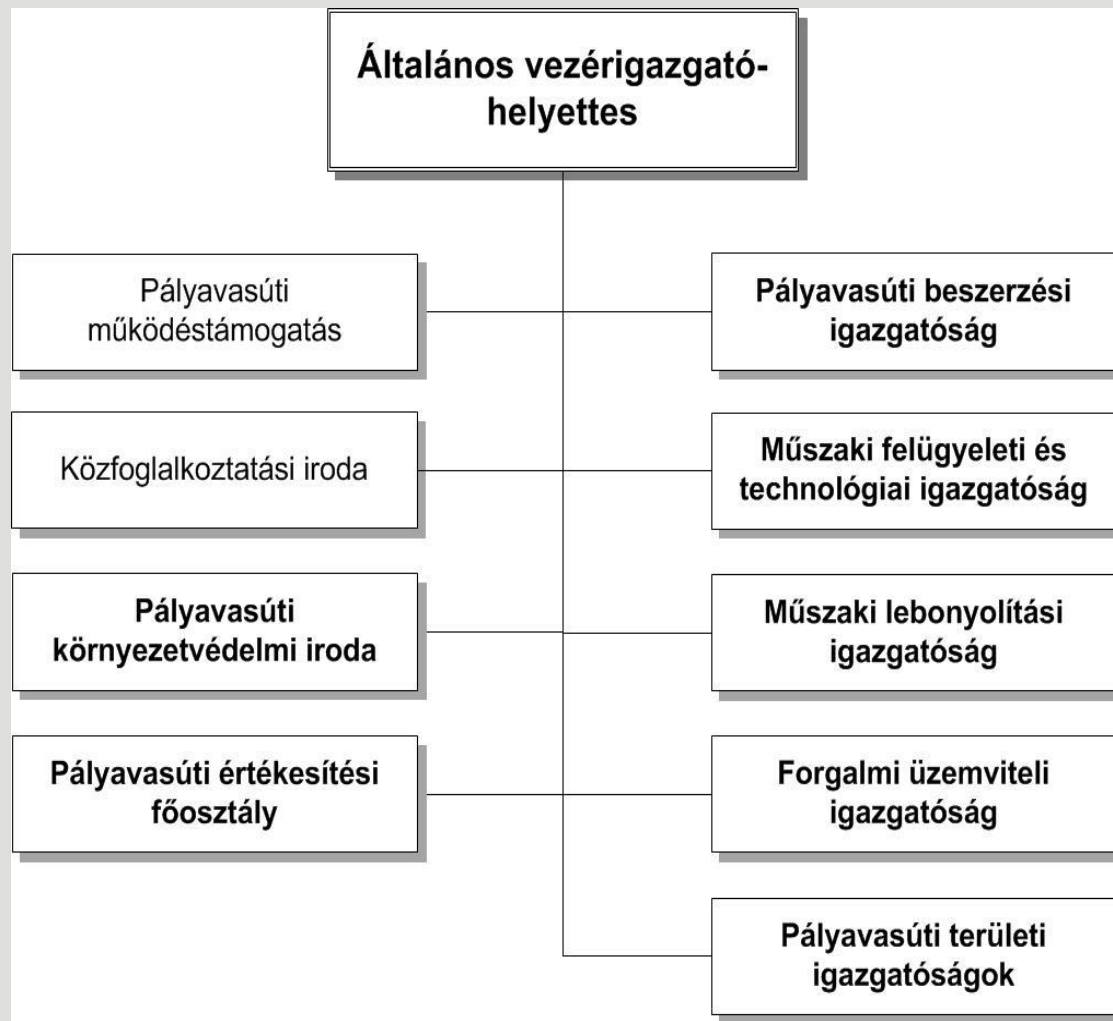 Általános vezérigazgató-
helyettes
Pályavasúti
működéstámogatás
Pályavasúti beszerzési
igazgatóság
Közfoglalkoztatási iroda
Műszaki felügyeleti és
technológiai igazgatóság
Pályavasúti
környezetvédelmi iroda
Műszaki lebonyolítási
igazgatóság
Pályavasúti értékesítési
főosztály
Forgalmi üzemviteli
igazgatóság
Pályavasúti területi
igazgatóságok